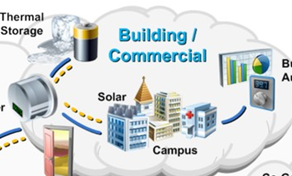 Thermal
Storage
Building /
Commercial
Solar
Campus